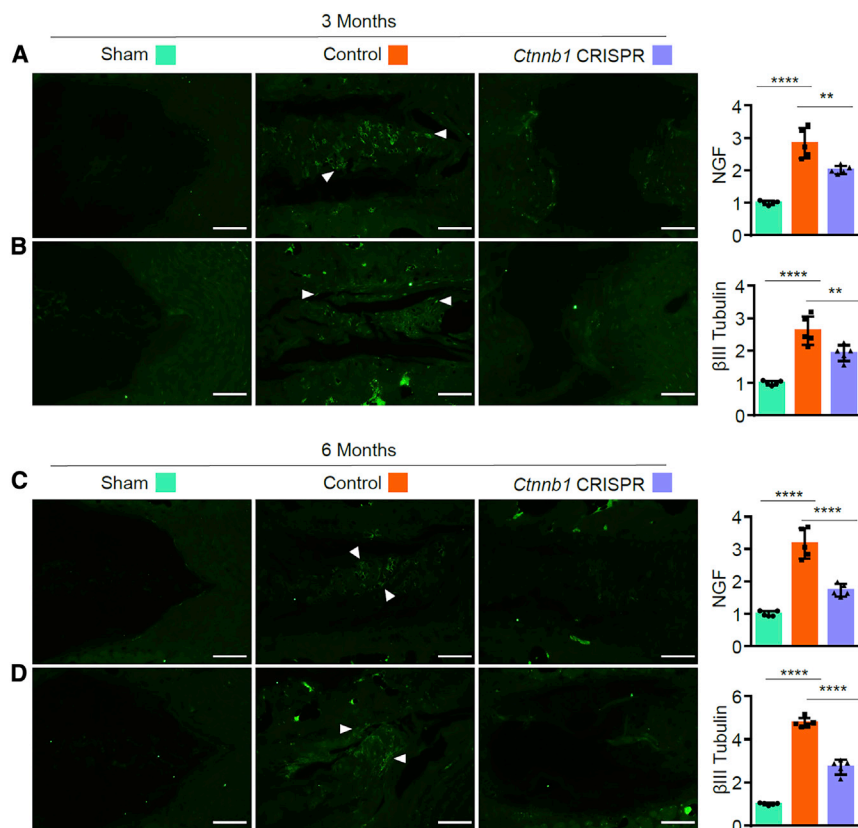 3 Months
Sham
Control
Ctnnb1 CRISPR
A
****
**
NGF
4
3
2
1
0
B
****
**
βIII Tubulin
4
3
2
1
0
6 Months
Sham
Control
Ctnnb1 CRISPR
C
****
****
NGF
4
3
2
1
0
D
****
****
βIII Tubulin
6
4
2
0